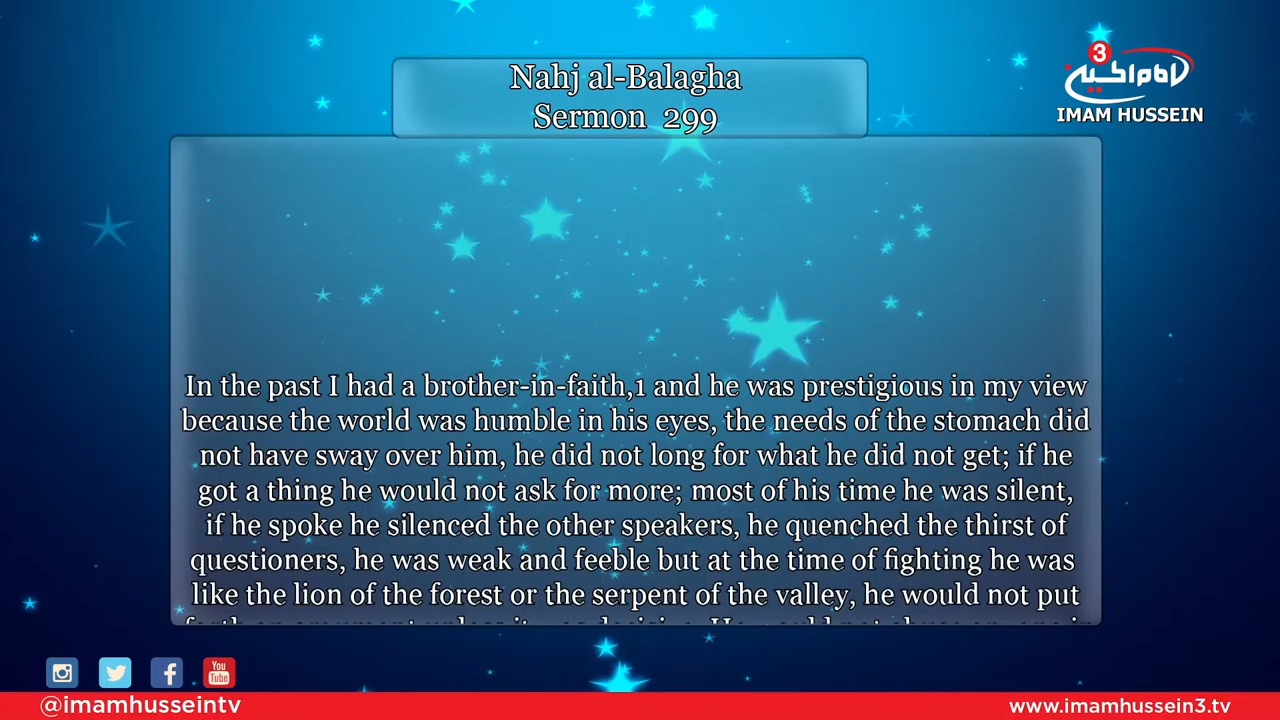 Nahj al-Balagha
Sermon 299
3
الإمام الحسين
IMAM HUSSEIN
In the past I had a brother-in-faith,1 and he was prestigious in my view
because the world was humble in his eyes, the needs of the stomach did
not have sway over him, he did not long for what he did not get; if he
got a thing he would not ask for more; most of his time he was silent,
if he spoke he silenced the other speakers, he quenched the thirst of
questioners, he was weak and feeble but at the time of fighting he was
like the lion of the forest or the serpent of the valley, he would not put
You
Tube
@imamhusseintv
www.imamhussein3.tv